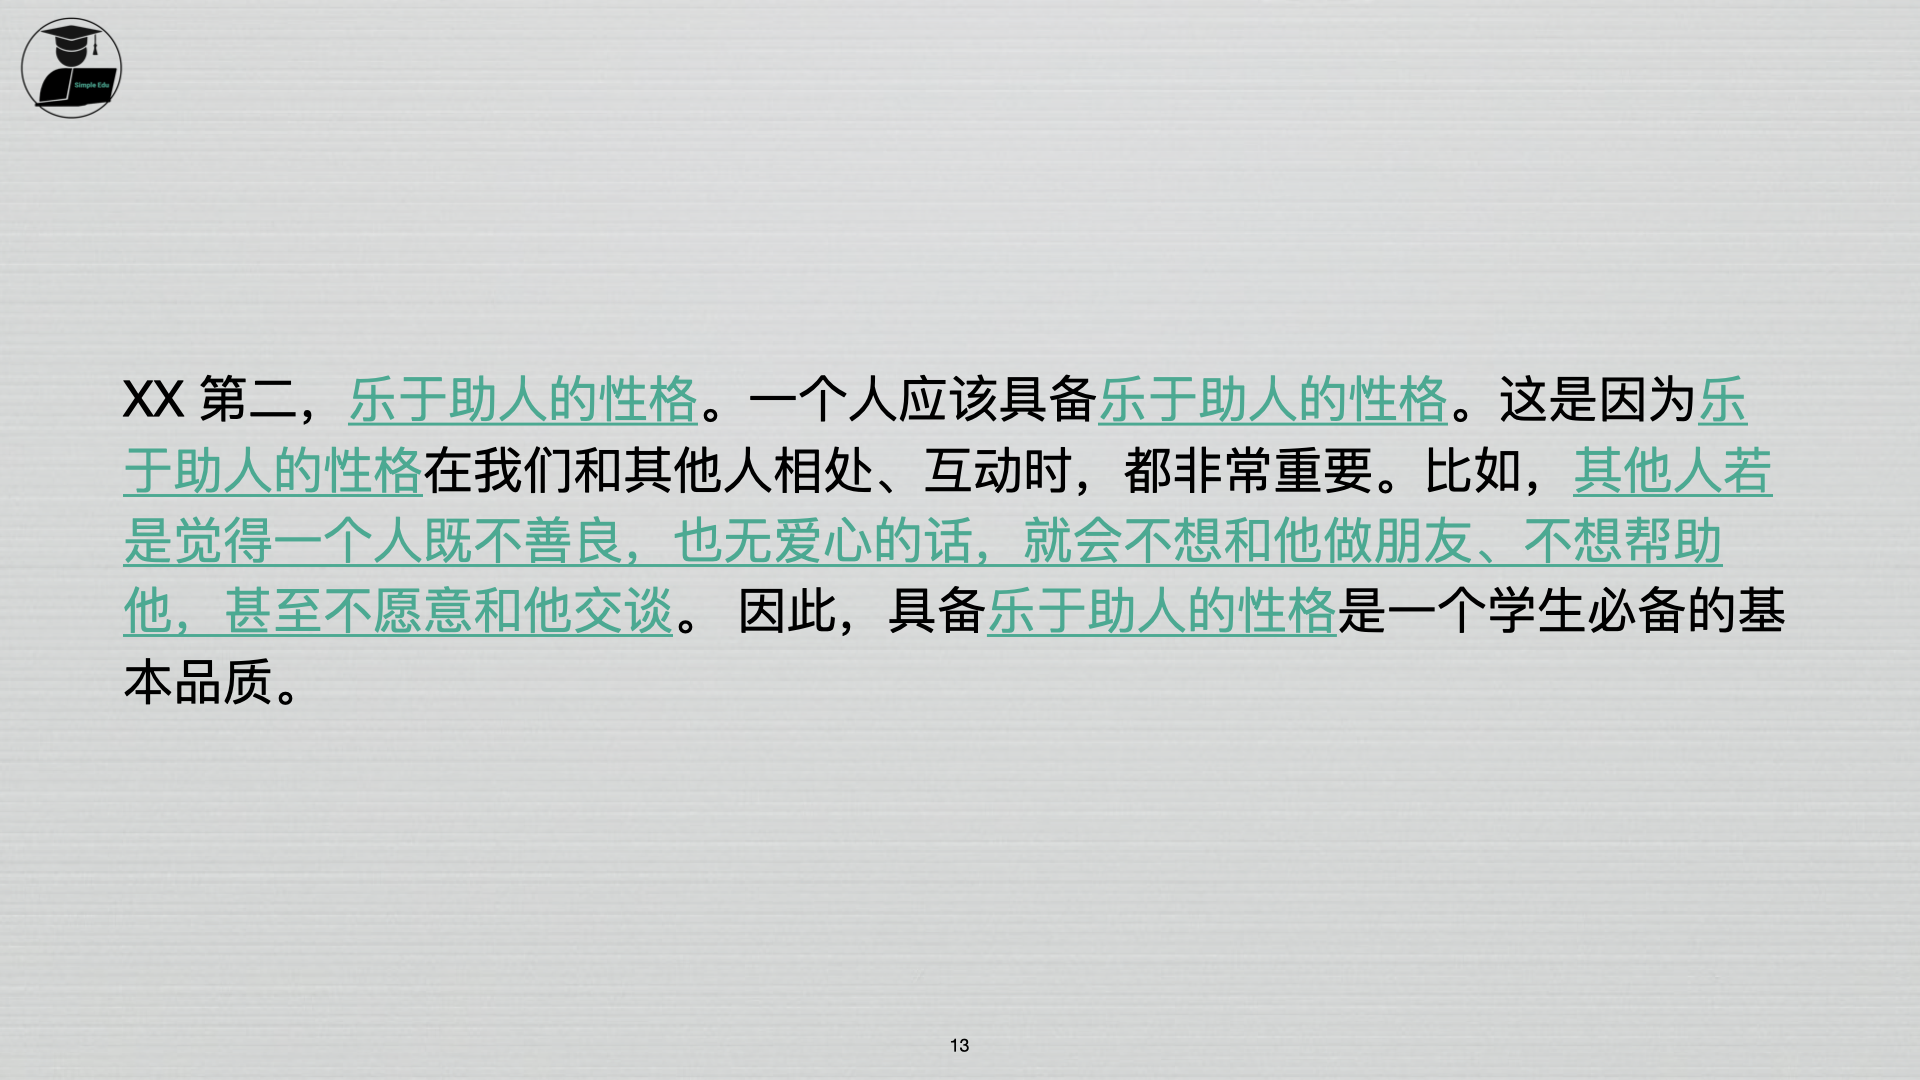 Simple Edu
XX 第二，乐于助人的性格。一个人应该具备乐于助人的性格。这是因为乐
于助人的性格在我们和其他人相处、互动时，都非常重要。比如，其他人若
是觉得一个人既不善良，也无爱心的话，就会不想和他做朋友、不想帮助
他，甚至不愿意和他交谈。 因此，具备乐于助人的性格是一个学生必备的基
本品质。
13